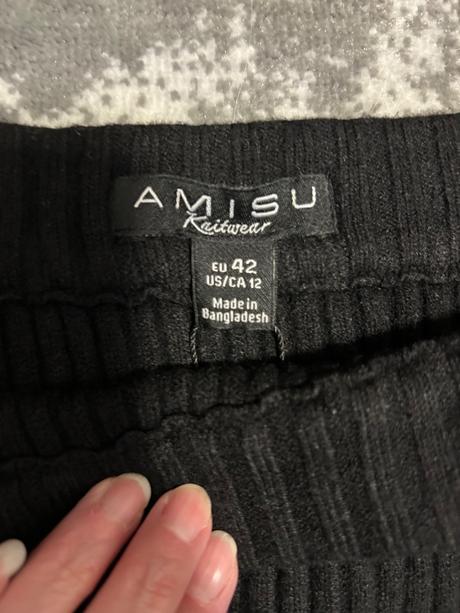 AMISU
Knitwear
EU 42
US/CA 12
Made in
Bangladesh